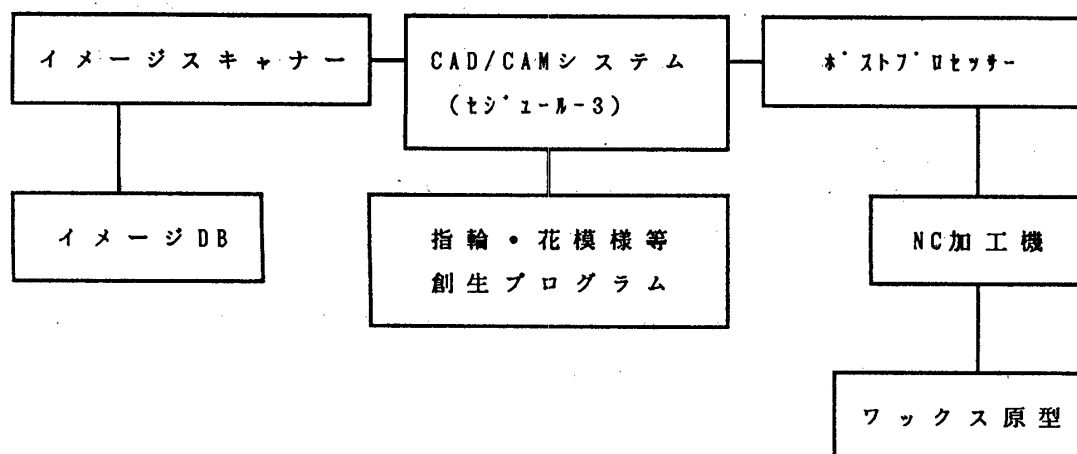 イメージスキャナー
CAD/CAMシステム
(ｾｼﾞｭｰﾙ-3)
ﾎﾟｽﾄﾌﾟﾛｾｯｻｰ
イメージDB
指輪・花模様等
創生プログラム
NC加工機
ワックス原型